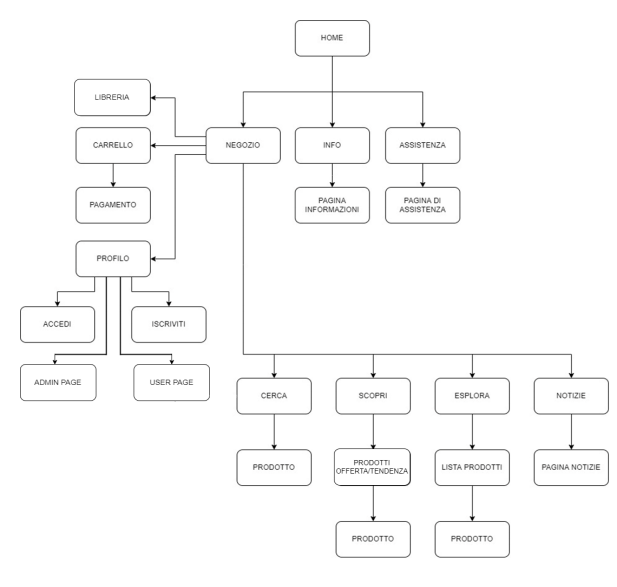 HOME
LIBRERIA
CARRELLO
NEGOZIO
INFO
ASSISTENZA
PAGAMENTO
PAGINA
INFORMAZIONI
PAGINA DI
ASSISTENZA
PROFILO
ACCEDI
ISCRIVITI
ADMIN PAGE
USER PAGE
CERCA
SCOPRI
ESPLORA
NOTIZIE
PRODOTTO
PRODOTTI
OFFERTA/TENDENZA
LISTA PRODOTTI
PAGINA NOTIZIE
PRODOTTO
PRODOTTO